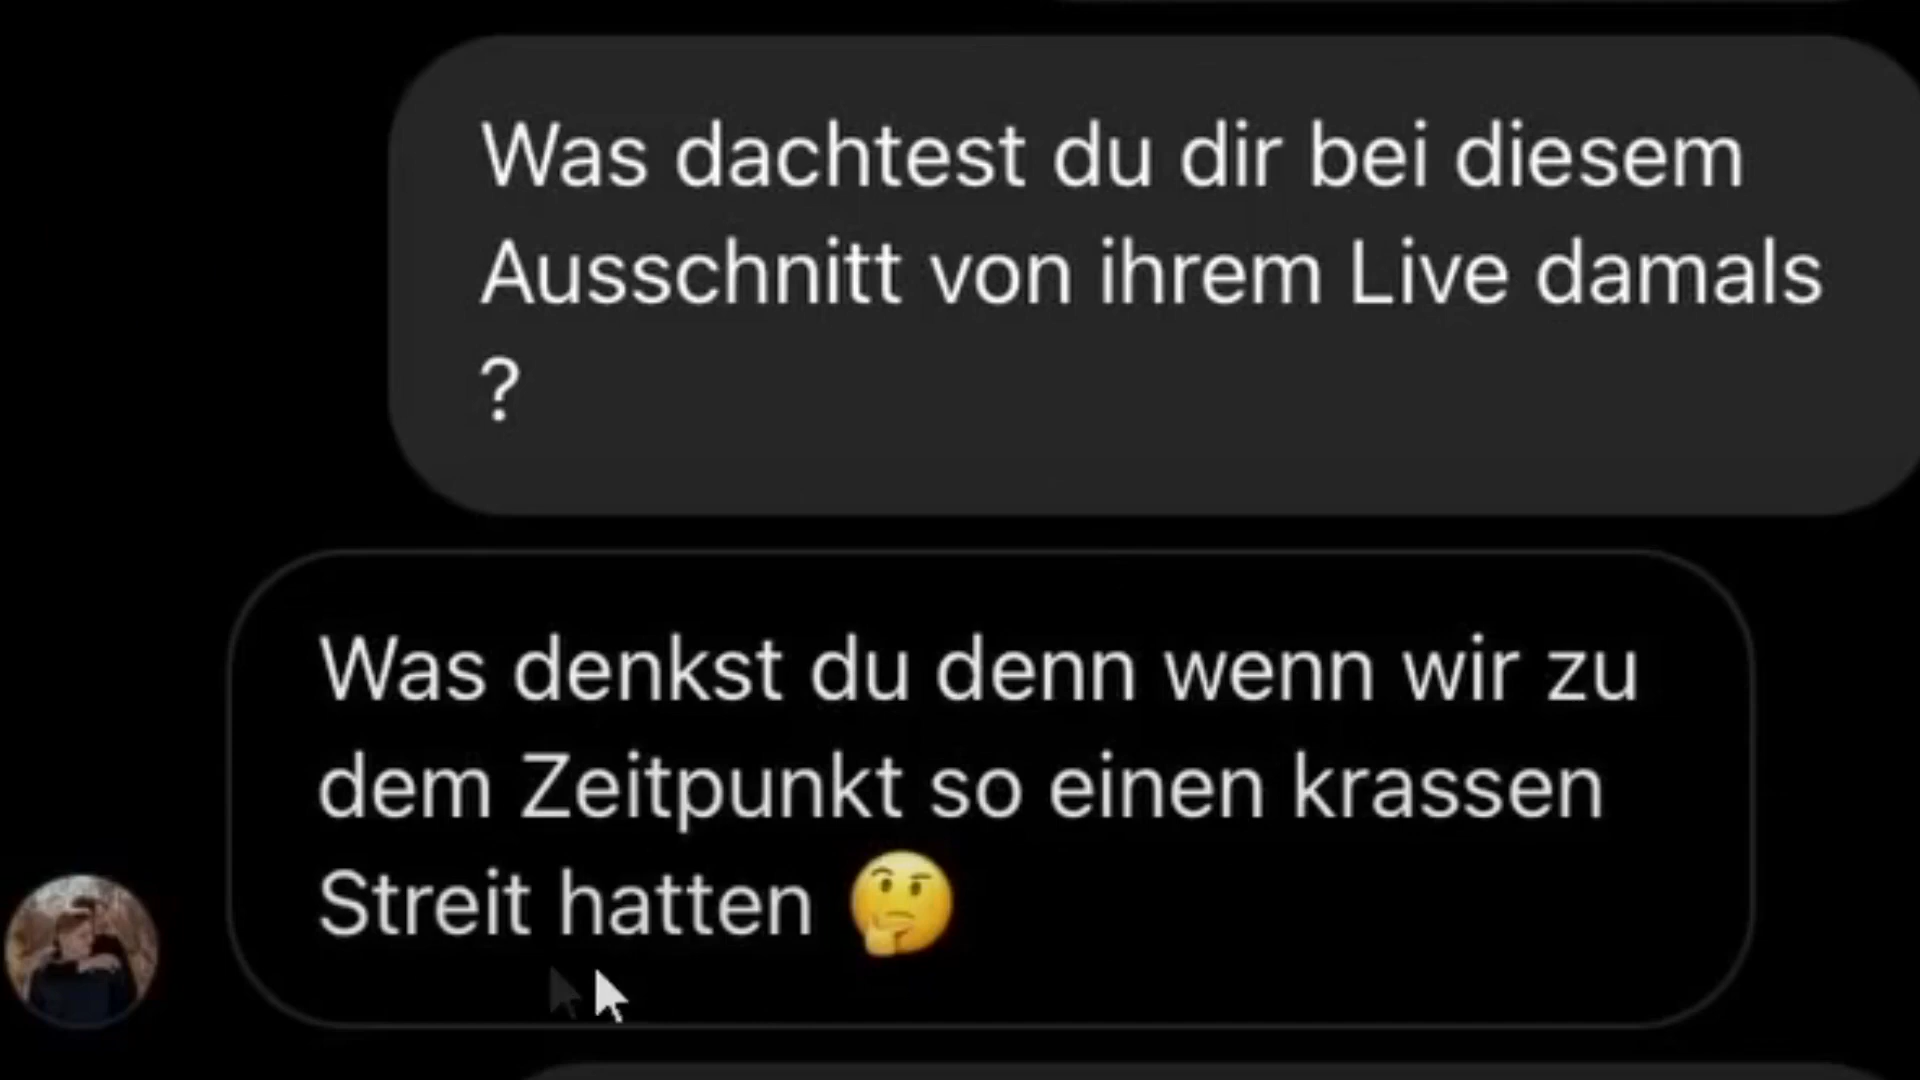 Was dachtest du dir bei diesem
Ausschnitt von ihrem Live damals
?
Was denkst du denn wenn wir zu
dem Zeitpunkt so einen krassen
Streit hatten 🤔